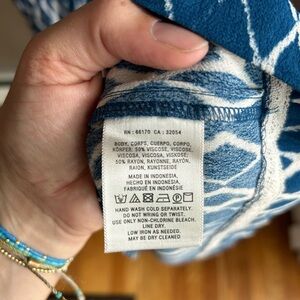 RN : 66170 CA : 32054
BODY, CORPS, CUERPO, CORPO,
KÖRPER: 50% VISCOSE, VISCOSE,
VISCOSA, VISCOSA, VISKOSE;
50% RAYON, RAYONNE, RAYÓN,
RAION, KUNSTSEIDE
MADE IN INDONESIA,
HECHO EN INDONESIA,
FABRIQUÉ EN INDONÉSIE
HAND WASH COLD SEPARATELY.
DO NOT WRING OR TWIST.
USE ONLY NON-CHLORINE BLEACH.
LINE DRY.
LOW IRON AS NEEDED.
MAY BE DRY CLEANED